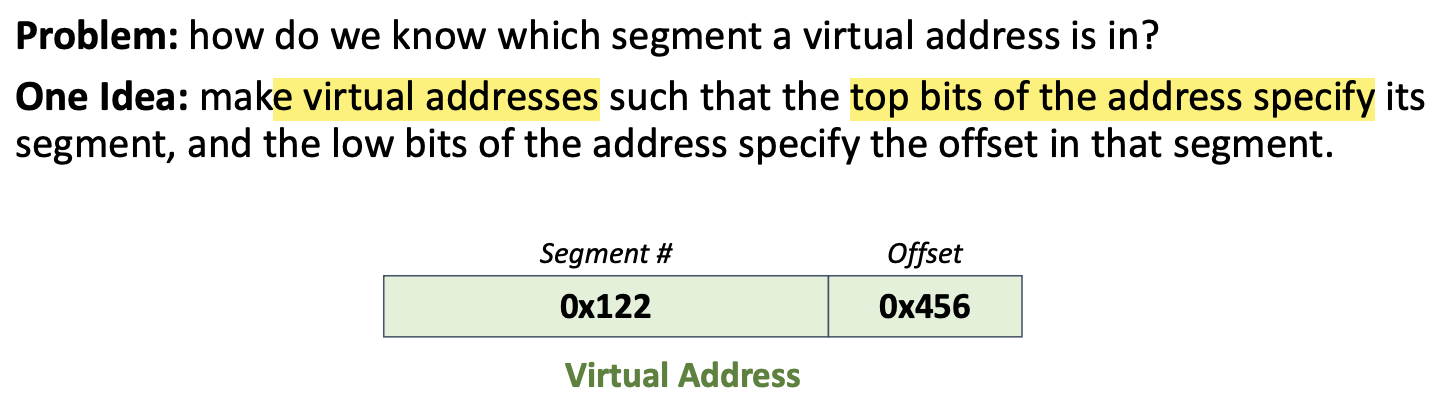 Problem: how do we know which segment a virtual address is in?
One Idea: make virtual addresses such that the top bits of the address specify its
segment, and the low bits of the address specify the offset in that segment.
Segment # Offset
0x122 0x456
Virtual Address